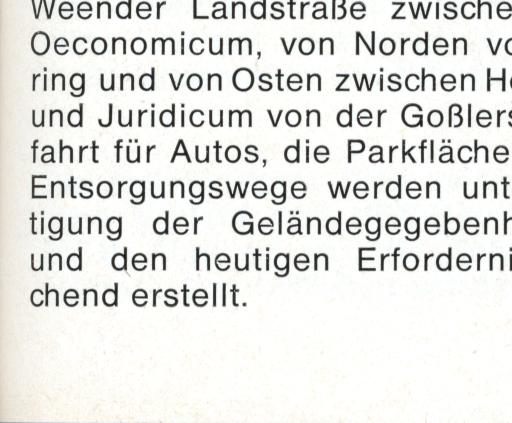 Weender Landstraße zwische
Oeconomicum, von Norden vo
ring und von Osten zwischen H
und Juridicum von der Goßlers
fahrt für Autos, die Parkfläche
Entsorgungswege werden unt
tigung der Geländegegebenh
und den heutigen Erforderni
chend erstellt.